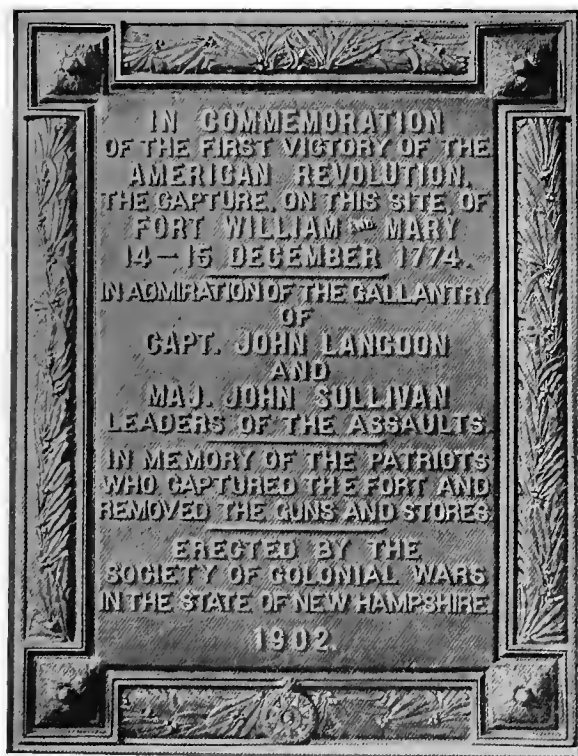 IN COMMEMORATION
OF THE FIRST VICTORY OF THE
AMERICAN REVOLUTION,
THE CAPTURE, ON THIS SITE, OF
FORT WILLIAM AND MARY
14–15 DECEMBER 1774.
IN ADMIRATION OF THE GALLANTRY
OF
CAPT. JOHN LANGDON
AND
MAJ. JOHN SULLIVAN
LEADERS OF THE ASSAULTS.
IN MEMORY OF THE PATRIOTS
WHO CAPTURED THE FORT AND
REMOVED THE GUNS AND STORES
ERECTED BY THE
SOCIETY OF COLONIAL WARS
IN THE STATE OF NEW HAMPSHIRE.
1902.